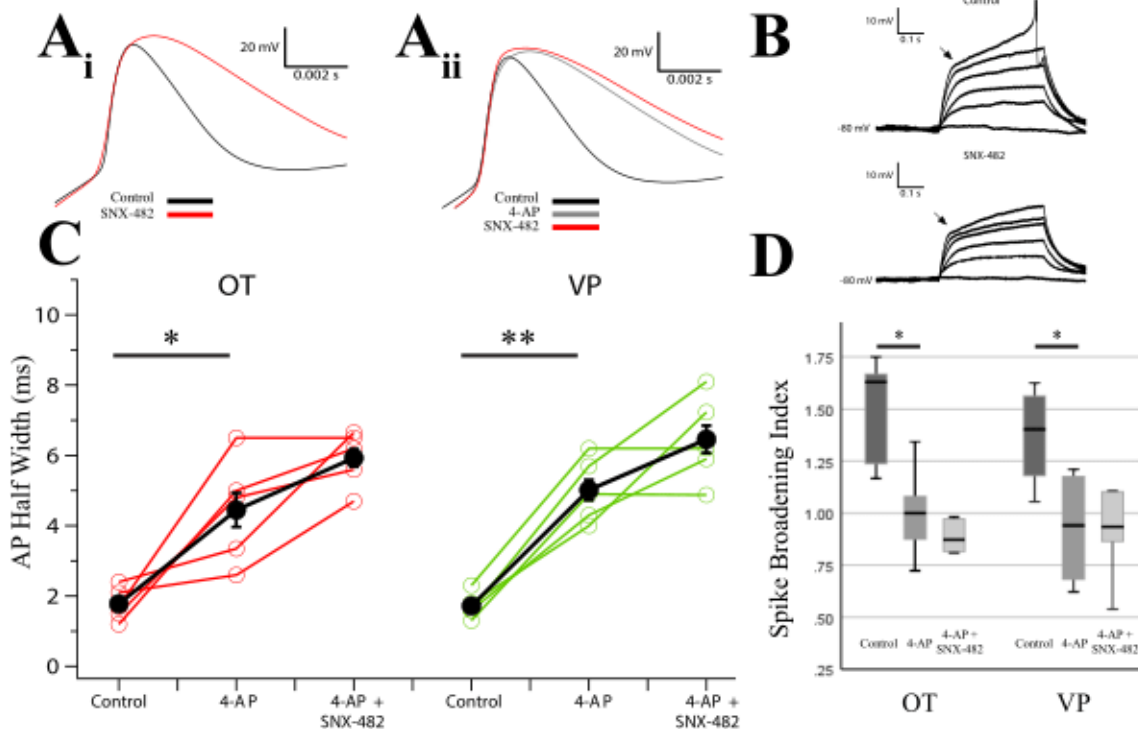 A i
20 mV
0.002 s
Control
SNX-482
A ii
20 mV
0.002 s
Control
4-AP
SNX-482
B
Control
10 mV
0.1 s
-80 mV
SNX-482
10 mV
0.1 s
-80 mV
C
OT
VP
AP Half Width (ms)
10
8
6
4
2
0
*
**
Control
4-AP
4-AP +
SNX-482
Control
4-AP
4-AP +
SNX-482
D
Spike Broadening Index
1.75
1.50
1.25
1.00
0.75
.50
.25
*
*
Control
4-AP
4-AP +
SNX-482
Control
4-AP
4-AP +
SNX-482
OT
VP